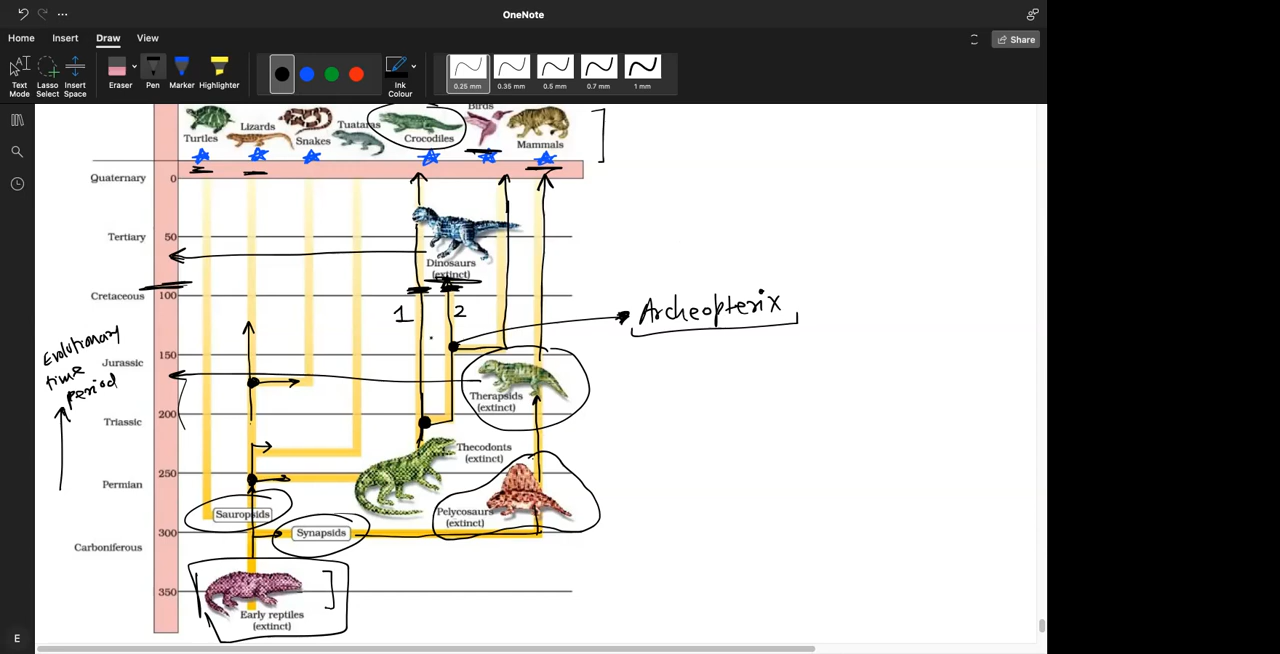 OneNote
Home Insert Draw View
Share
Text Mode
Lasso Select
Insert Space
Eraser
Pen
Marker
Highlighter
Ink Colour
0.25 mm
0.35 mm
0.5 mm
0.7 mm
1 mm
Turtles
Lizards
Snakes
Tuataras
Crocodiles
Birds
Mammals
Quaternary 0
Tertiary 50
Dinosaurs
(extinct)
Cretaceous 100
1 2
Archeopterix
Evolutionary
time
period
Jurassic 150
Therapsids
(extinct)
200
Triassic
Thecodonts
(extinct)
250
Permian
Sauropsids
Pelycosaurs
(extinct)
300
Synapsids
Carboniferous
350
Early reptiles
(extinct)
E